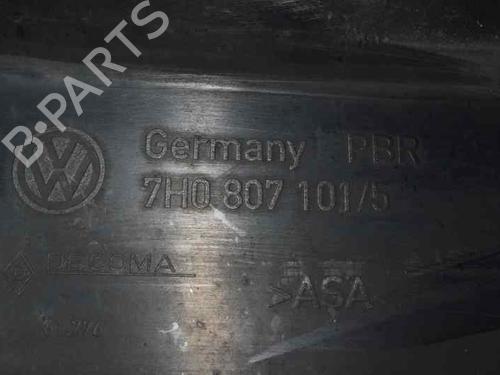 B-PARTS
Germany PBR
7H0 807 101/5
DECOMA
>ASA